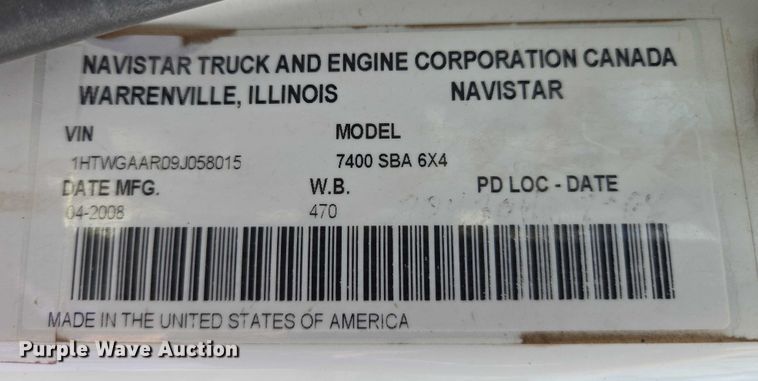 NAVISTAR TRUCK AND ENGINE CORPORATION CANADA
WARRENVILLE, ILLINOIS NAVISTAR
VIN MODEL
1HTWGAAR09J058015 7400 SBA 6X4
DATE MFG. W.B. PD LOC - DATE
04-2008 470
MADE IN THE UNITED STATES OF AMERICA
Purple Wave Auction